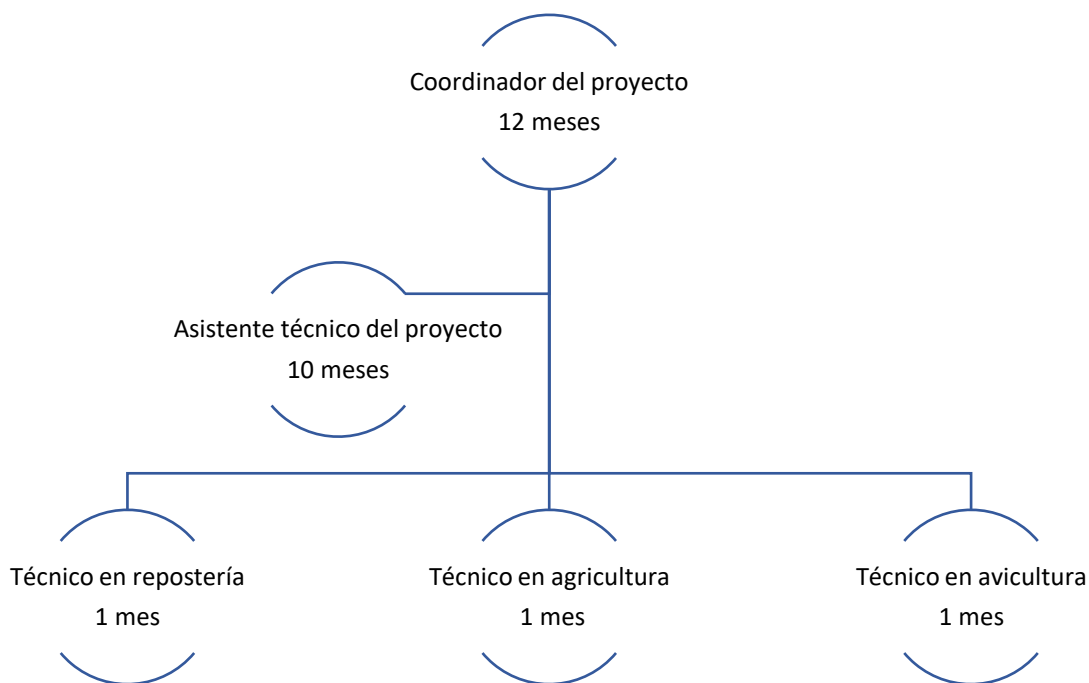 Coordinador del proyecto
12 meses
Asistente técnico del proyecto
10 meses
Técnico en repostería
1 mes
Técnico en agricultura
1 mes
Técnico en avicultura
1 mes